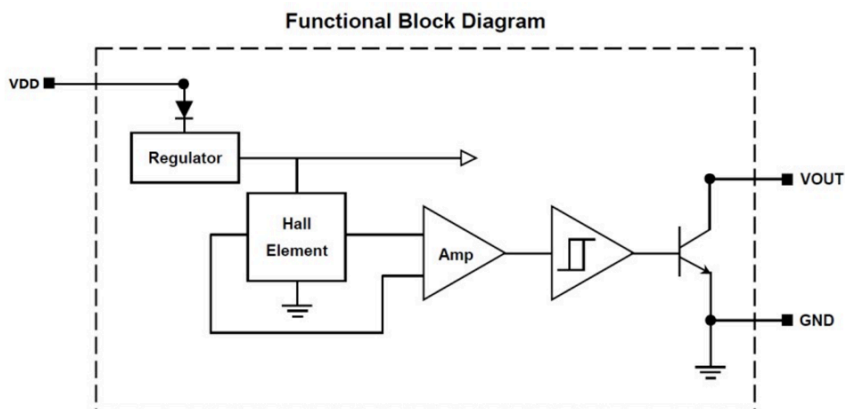 Functional Block Diagram
VDD
Regulator
VOUT
Hall
Element
Amp
GND